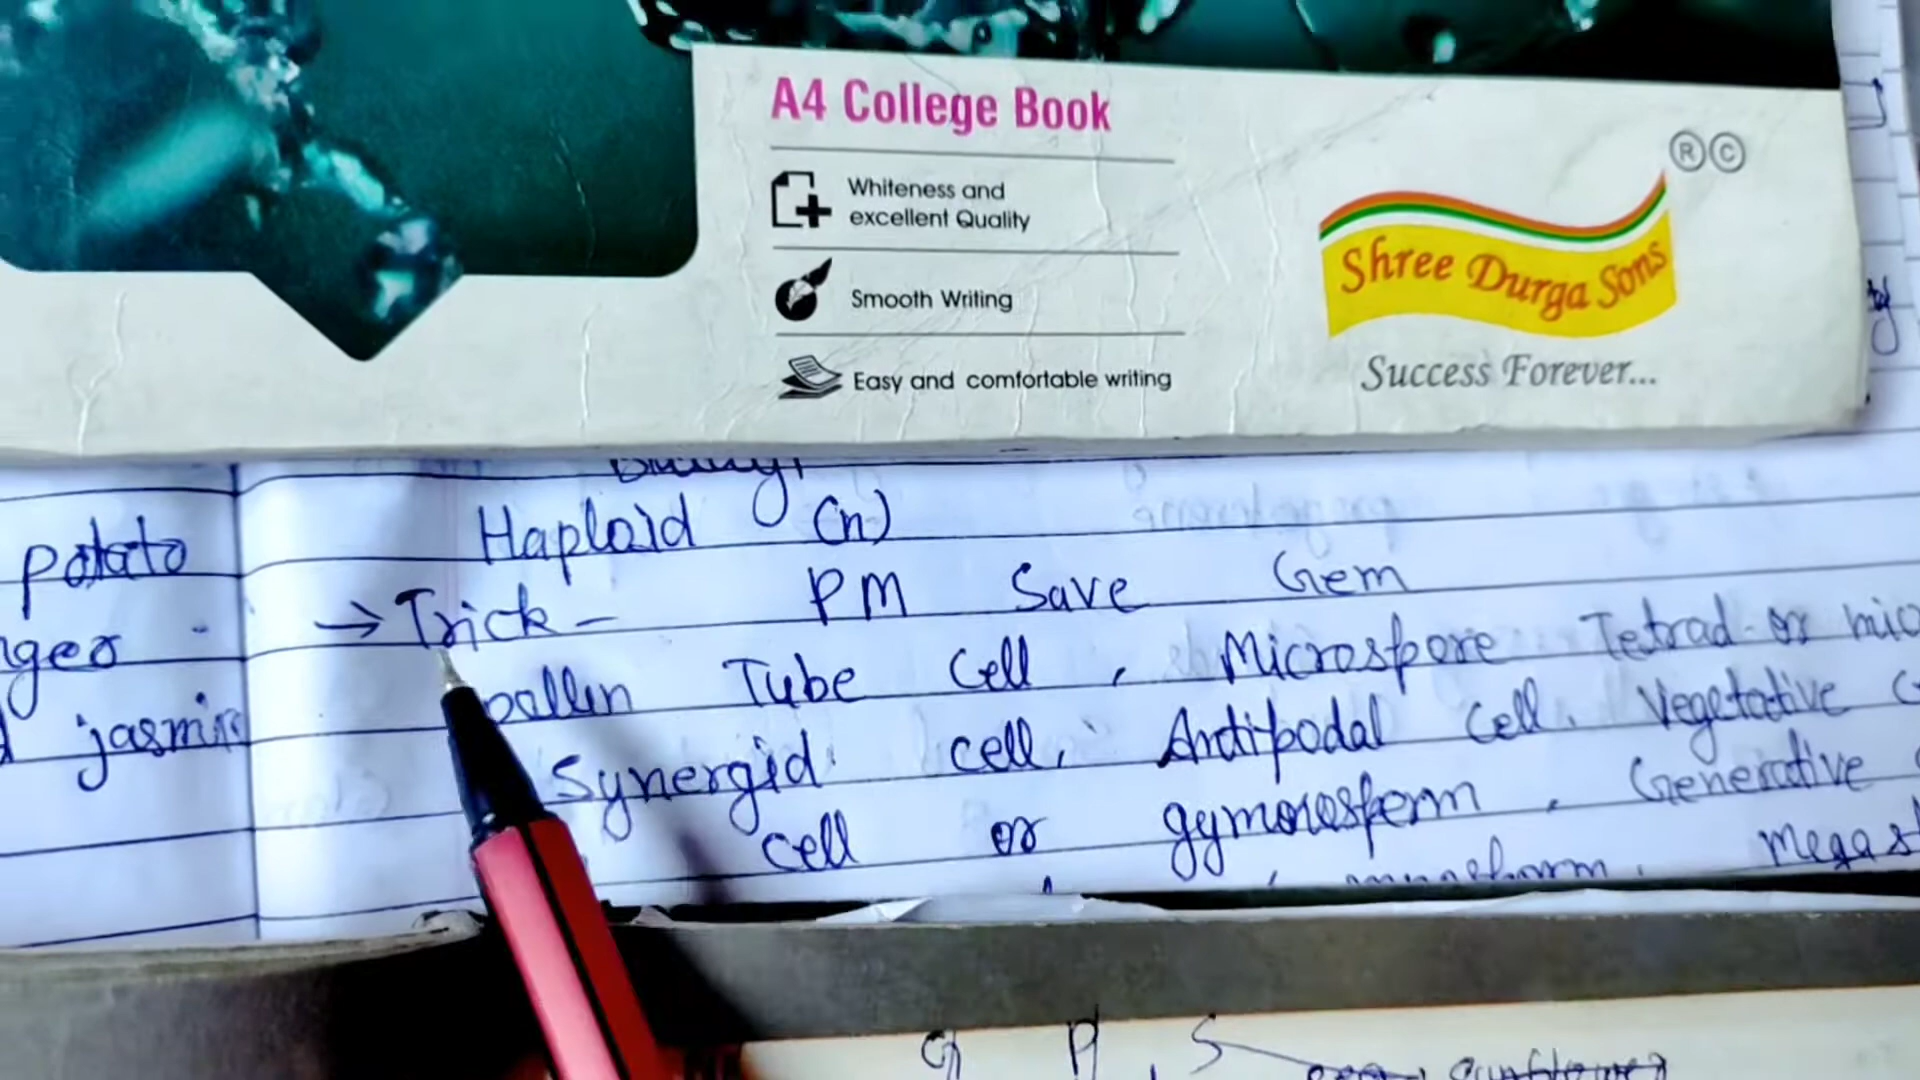 A4 College Book
Whiteness and
excellent Quality
Smooth Writing
Easy and comfortable writing
® ©
Shree Durga Sons
Success Forever...
potato
jasmin
Haploid (n)
→ Trick - PM Save Gem
pollen Tube Cell, Microspore Tetrad or mic
Synergid cell, Antipodal Cell, Vegetative C
cell or gymnosperm, Generative
megas